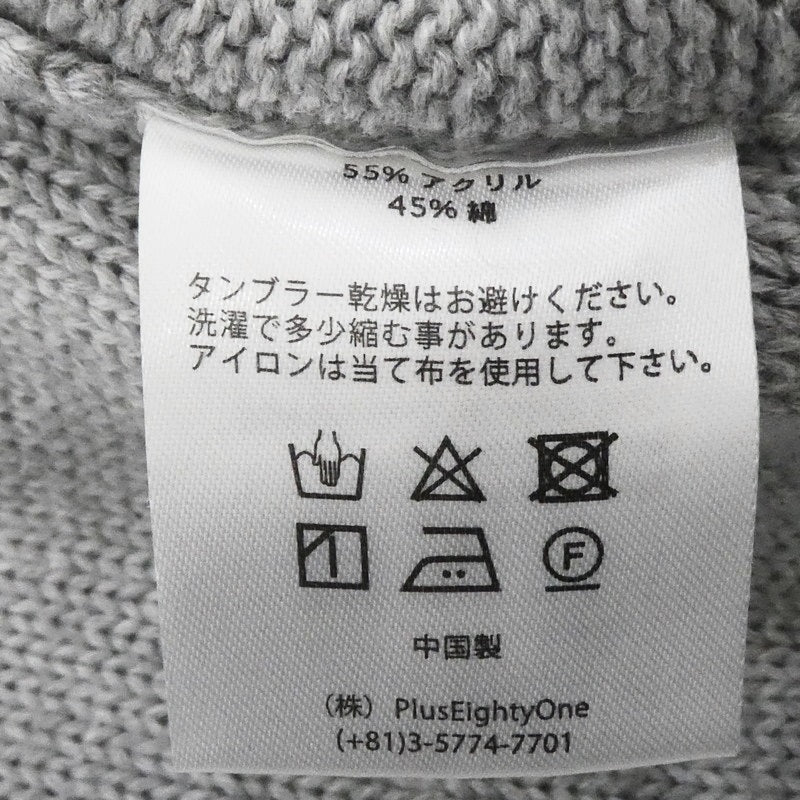 55% アクリル
45% 綿
タンブラー乾燥はお避けください。
洗濯で多少縮む事があります。
アイロンは当て布を使用して下さい。
F
中国製
（株） PlusEightyOne
(+81)3-5774-7701